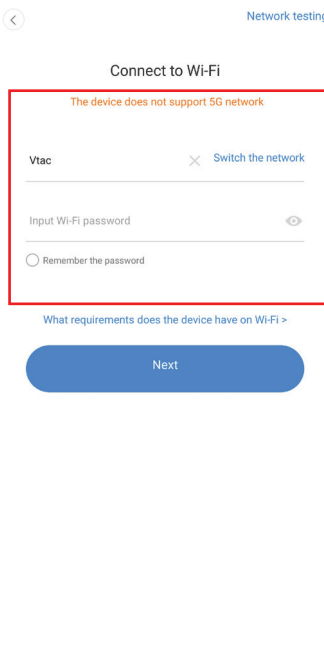 Network testing
Connect to Wi-Fi
The device does not support 5G network
Vtac
Switch the network
Input Wi-Fi password
Remember the password
What requirements does the device have on Wi-Fi >
Next